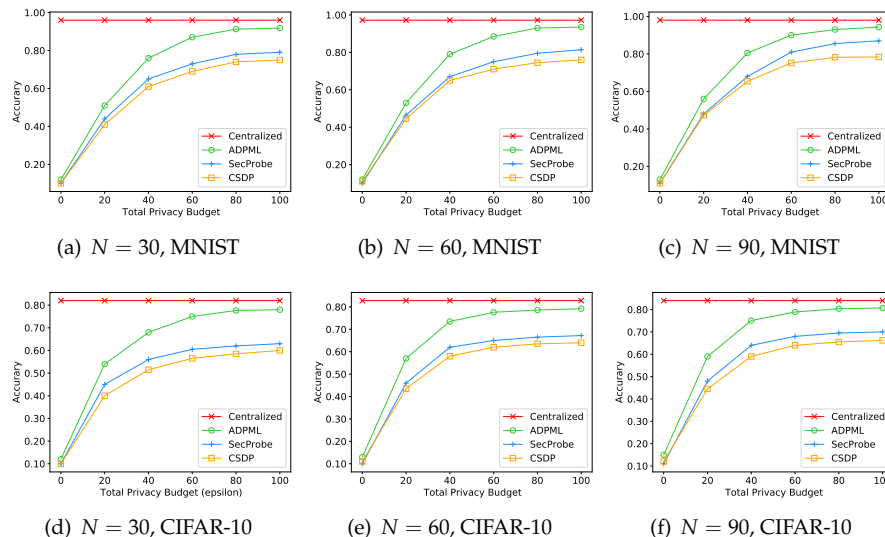 1.00
0.80
0.60
0.40
0.20
Accurary
Centralized
ADPML
SecProbe
CSDP
0 20 40 60 80 100
Total Privacy Budget
(a) N = 30, MNIST
1.00
0.80
0.60
0.40
0.20
Accurary
Centralized
ADPML
SecProbe
CSDP
0 20 40 60 80 100
Total Privacy Budget
(b) N = 60, MNIST
1.00
0.80
0.60
0.40
0.20
Accurary
Centralized
ADPML
SecProbe
CSDP
0 20 40 60 80 100
Total Privacy Budget
(c) N = 90, MNIST
0.80
0.70
0.60
0.50
0.40
0.30
0.20
0.10
Accurary
Centralized
ADPML
SecProbe
CSDP
0 20 40 60 80 100
Total Privacy Budget (epsilon)
(d) N = 30, CIFAR-10
0.80
0.70
0.60
0.50
0.40
0.30
0.20
0.10
Accurary
Centralized
ADPML
SecProbe
CSDP
0 20 40 60 80 100
Total Privacy Budget
(e) N = 60, CIFAR-10
0.80
0.70
0.60
0.50
0.40
0.30
0.20
0.10
Accurary
Centralized
ADPML
SecProbe
CSDP
0 20 40 60 80 100
Total Privacy Budget
(f) N = 90, CIFAR-10